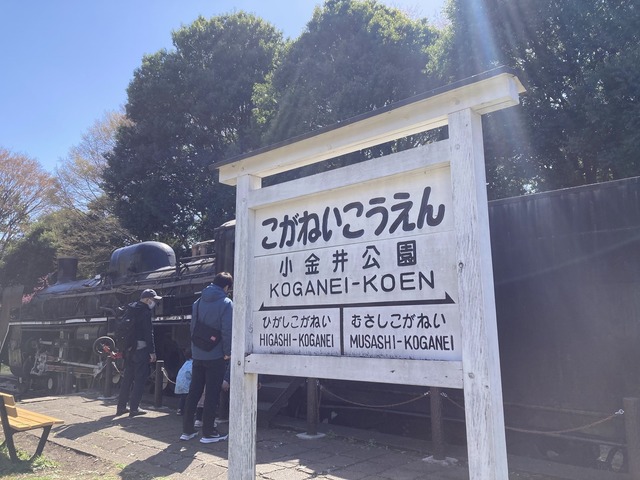 こがねいこうえん
小金井公園
KOGANEI-KOEN
ひがしこがねい
HIGASHI-KOGANEI
むさしこがねい
MUSASHI-KOGANEI